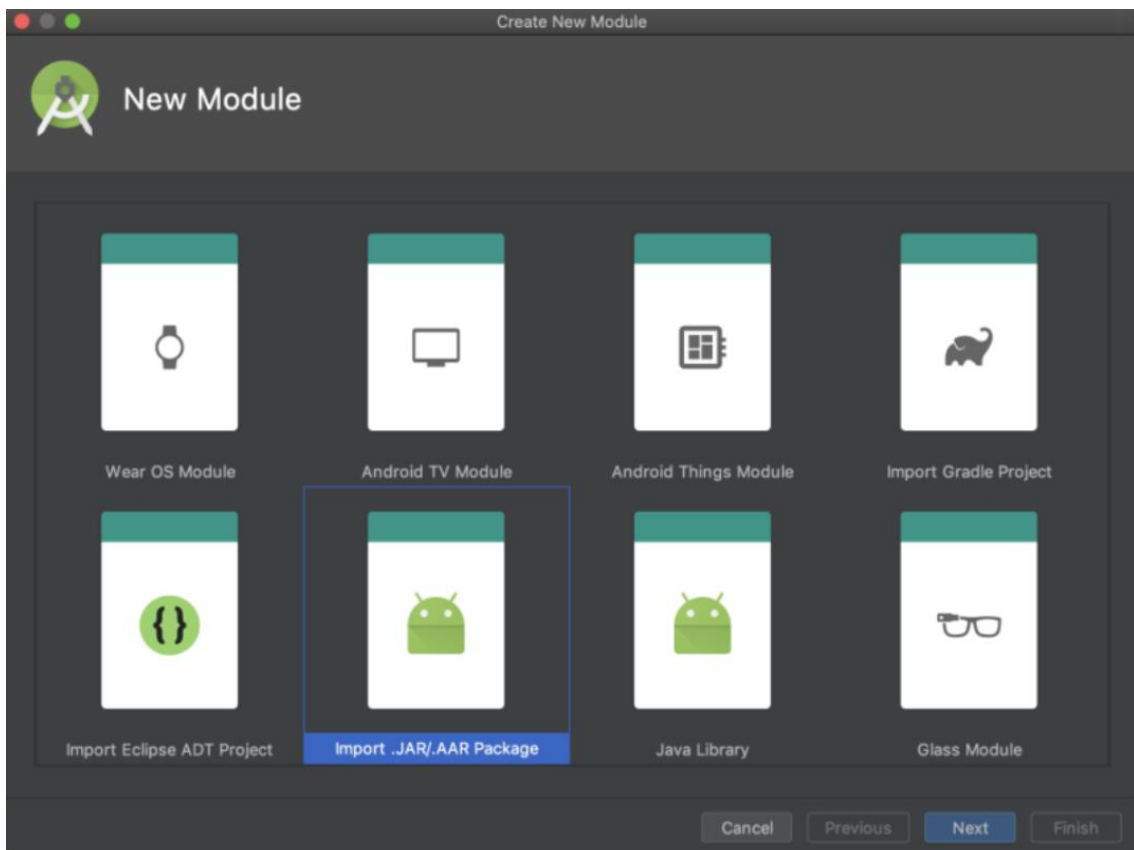 Create New Module
New Module
Wear OS Module
Android TV Module
Android Things Module
Import Gradle Project
{}
Import Eclipse ADT Project
Import .JAR/.AAR Package
Java Library
Glass Module
Cancel
Previous
Next
Finish